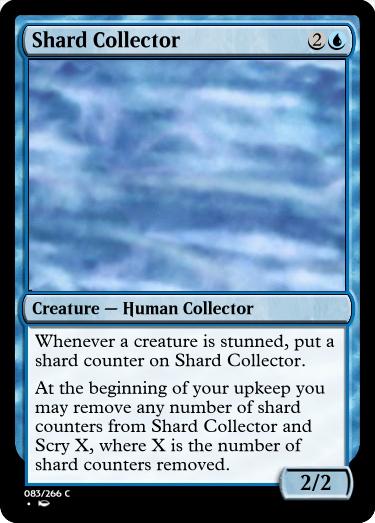 Shard Collector 2
Creature — Human Collector
Whenever a creature is stunned, put a
shard counter on Shard Collector.
At the beginning of your upkeep you
may remove any number of shard
counters from Shard Collector and
Scry X, where X is the number of
shard counters removed.
2/2
083/266 C